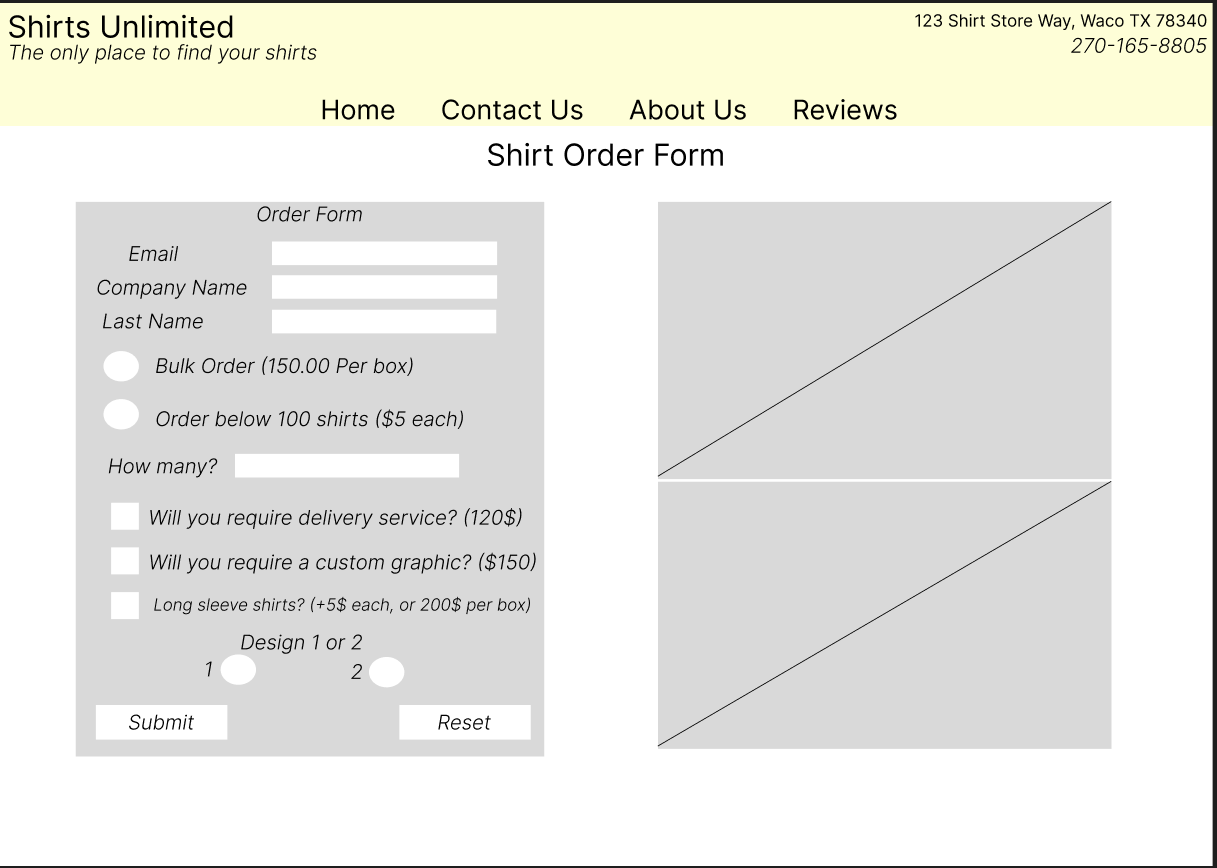 Shirts Unlimited
The only place to find your shirts
123 Shirt Store Way, Waco TX 78340
270-165-8805
Home Contact Us About Us Reviews
Shirt Order Form
Order Form
Email
Company Name
Last Name
Bulk Order (150.00 Per box)
Order below 100 shirts ($5 each)
How many?
Will you require delivery service? (120$)
Will you require a custom graphic? ($150)
Long sleeve shirts? (+5$ each, or 200$ per box)
Design 1 or 2
1 2
Submit Reset